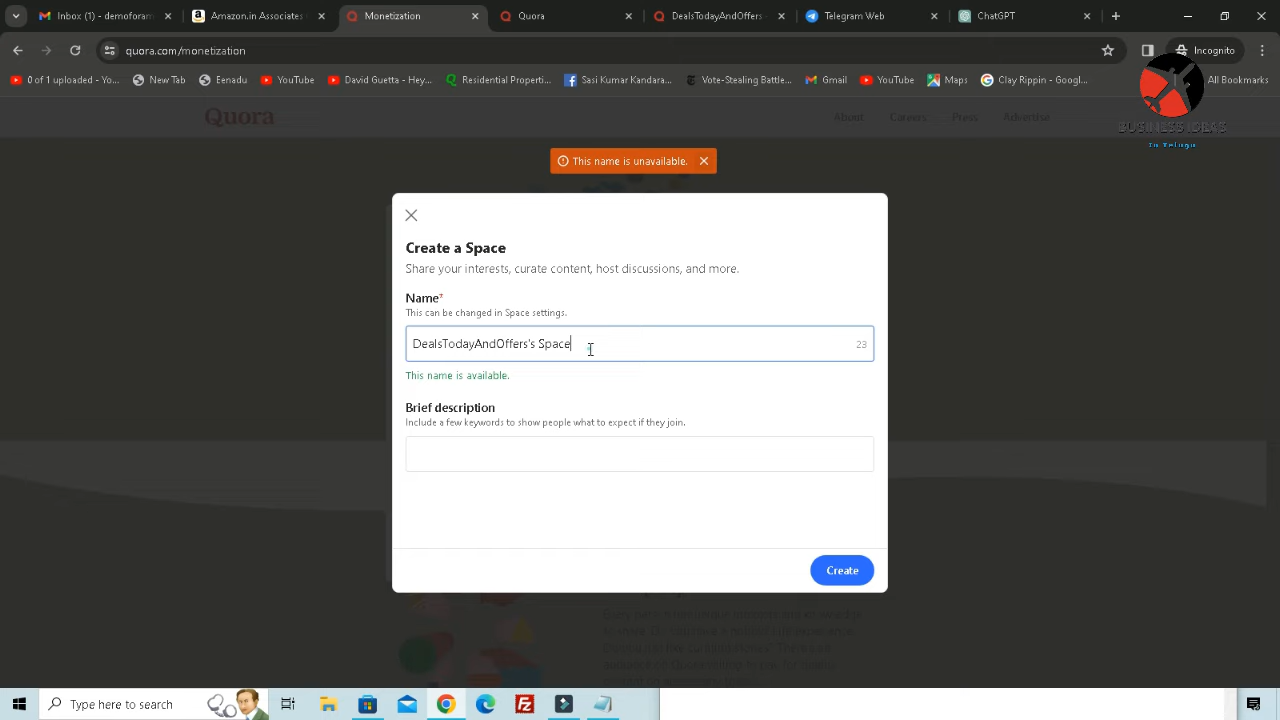 Inbox (1) - demoforam
Amazon.in Associates
Monetization
Quora
DealsTodayAndOffers
Telegram Web
ChatGPT
quora.com/monetization
Incognito
0 of 1 uploaded - Yo...
New Tab
Eenadu
YouTube
David Guetta - Hey...
Residential Properti...
Sasi Kumar Kandara...
Vote-Stealing Battle...
Gmail
YouTube
Maps
Clay Rippin - Googl...
All Bookmarks
Quora
About
Careers
Press
Advertise
BUSINESS IDEAS
In Telugu
This name is unavailable.
Create a Space
Share your interests, curate content, host discussions, and more.
Name*
This can be changed in Space settings.
DealsTodayAndOffers's Space
23
This name is available.
Brief description
Include a few keywords to show people what to expect if they join.
Create
Type here to search